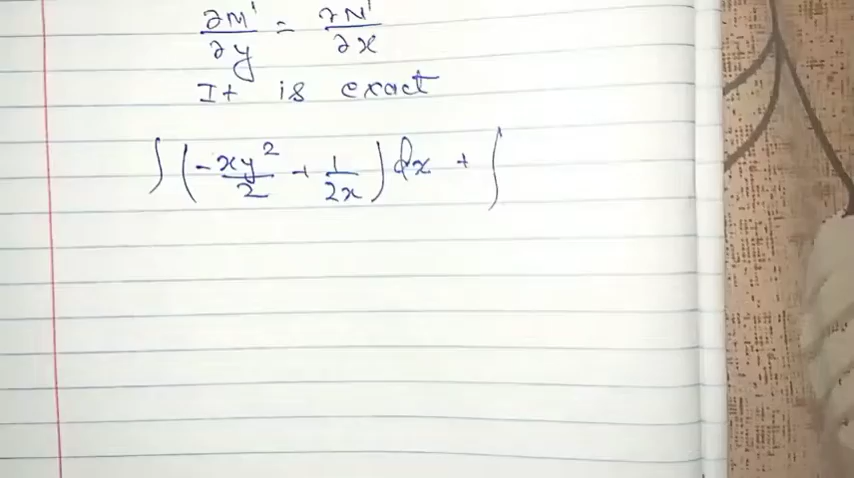 ∂M'/∂y = ∂N'/∂x
It is exact
∫(-xy²/2 + 1/2x) dx + ∫